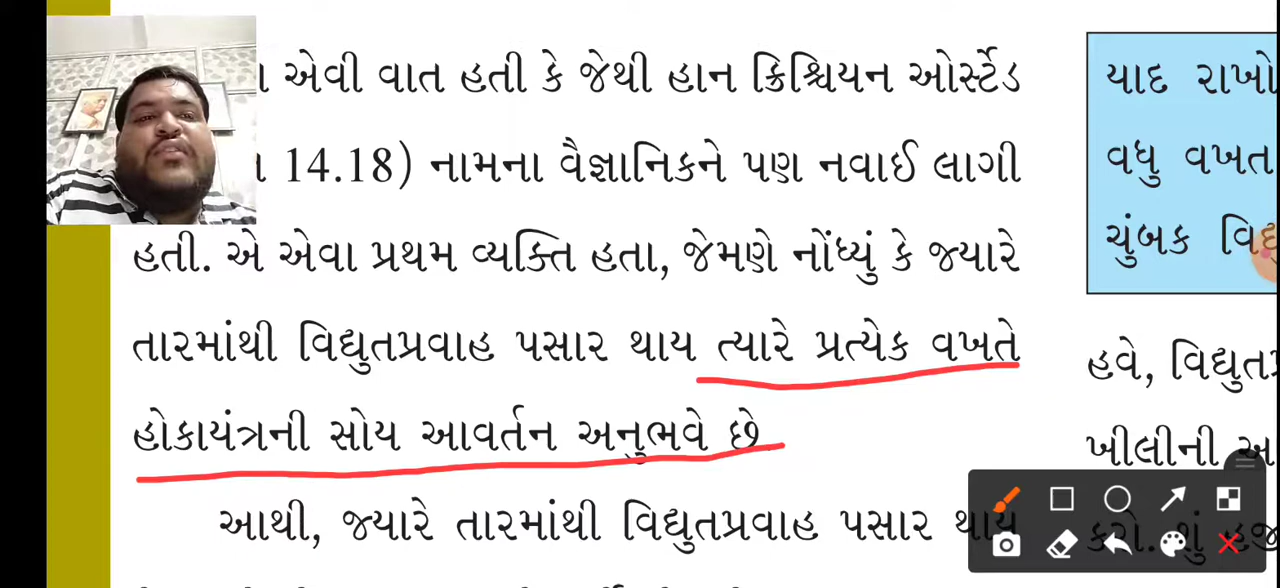 એવી વાત હતી કે જેથી હાન ક્રિશ્ચિયન ઓર્સ્ટેડ
14.18) નામના વૈજ્ઞાનિકને પણ નવાઈ લાગી
હતી. એ એવા પ્રથમ વ્યક્તિ હતા, જેમણે નોંધ્યું કે જ્યારે
તારમાંથી વિદ્યુતપ્રવાહ પસાર થાય ત્યારે પ્રત્યેક વખતે
હોકાયંત્રની સોય આવર્તન અનુભવે છે
આથી, જ્યારે તારમાંથી વિદ્યુતપ્રવાહ પસાર થાય
યાદ રાખો
વધુ વખત
ચુંબક
હવે,
ખીલીની